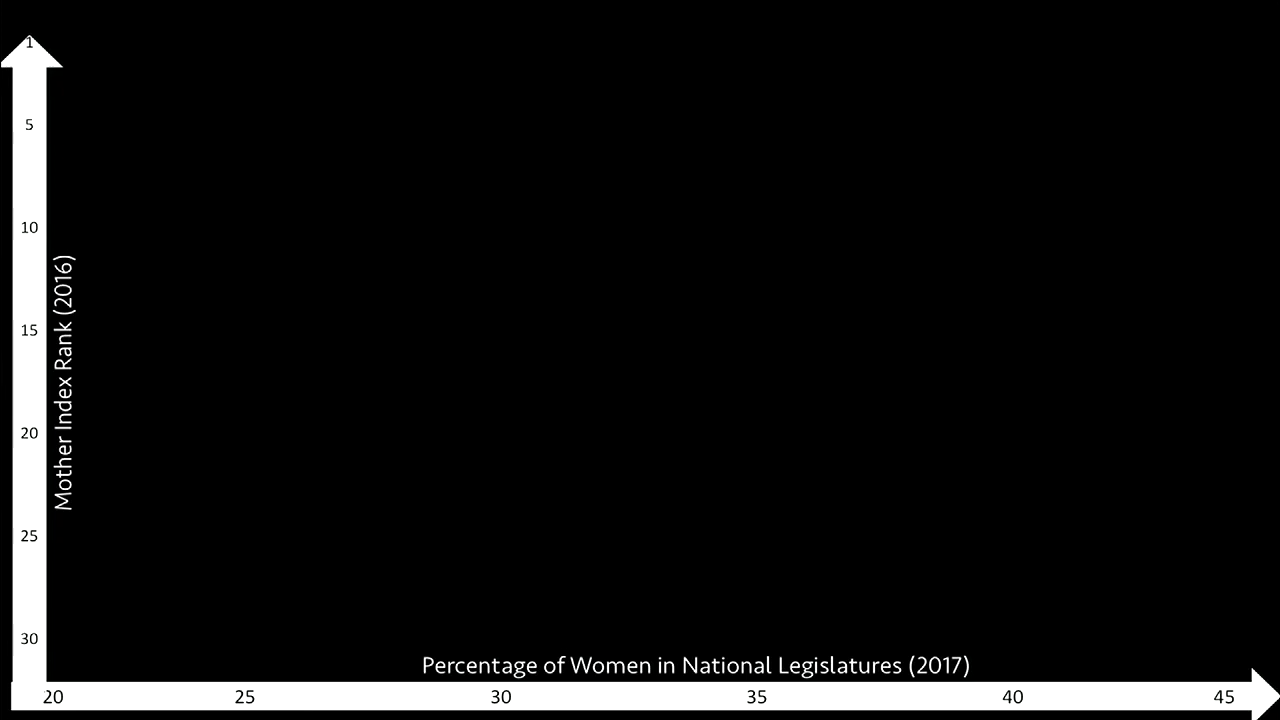 1
5
10
15
20
25
30
Mother Index Rank (2016)
Percentage of Women in National Legislatures (2017)
20 25 30 35 40 45